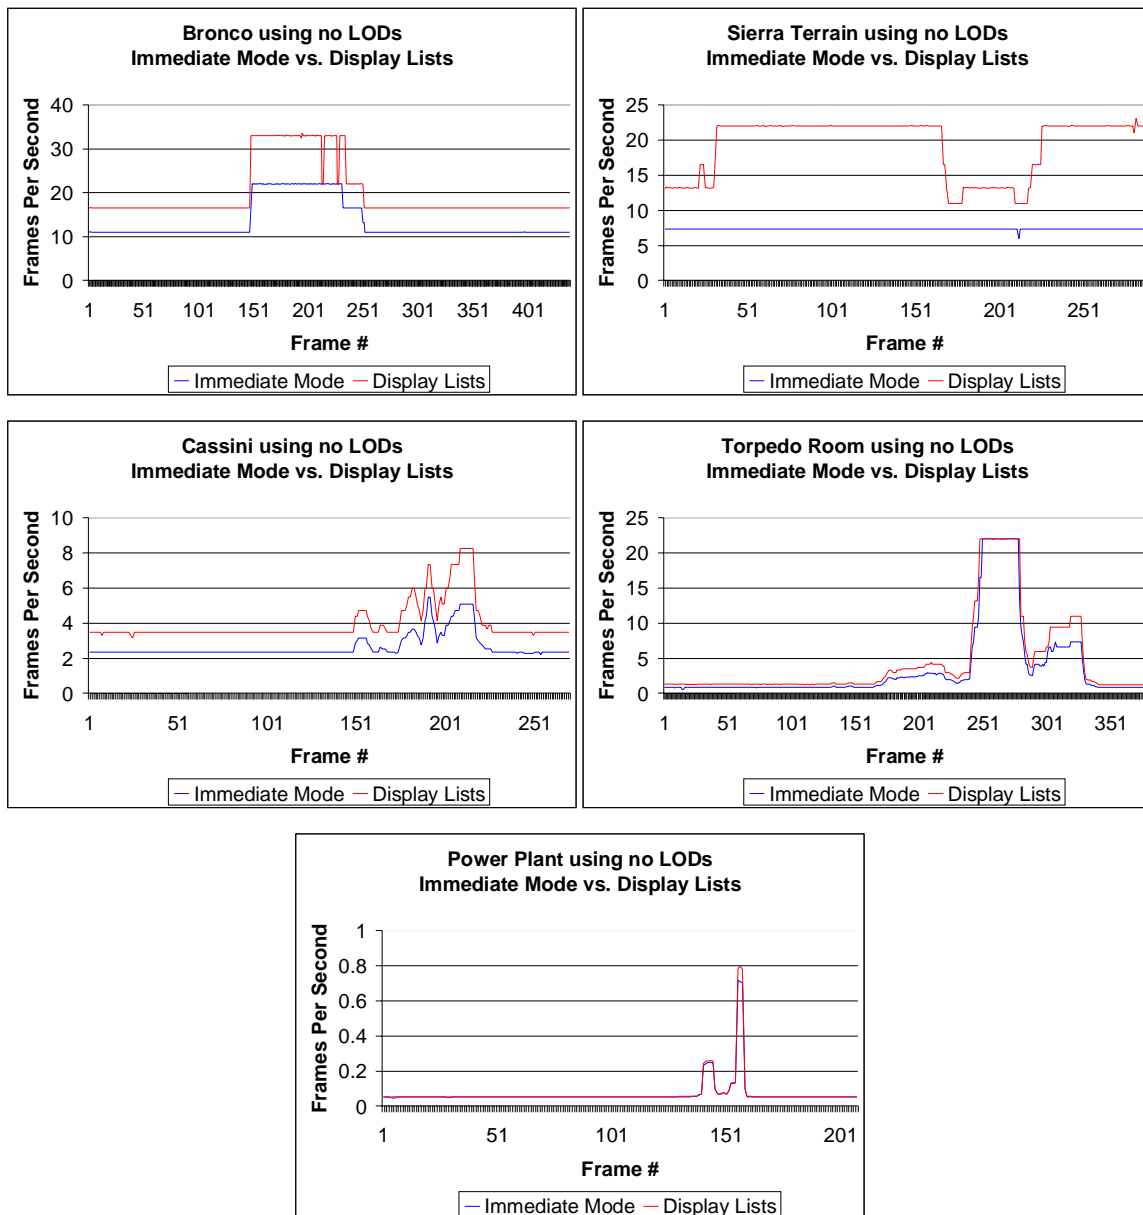 Bronco using no LODs
Immediate Mode vs. Display Lists
Frames Per Second
40
30
20
10
0
1 51 101 151 201 251 301 351 401
Frame #
Immediate Mode Display Lists
Sierra Terrain using no LODs
Immediate Mode vs. Display Lists
Frames Per Second
25
20
15
10
5
0
1 51 101 151 201 251
Frame #
Immediate Mode Display Lists
Cassini using no LODs
Immediate Mode vs. Display Lists
Frames Per Second
10
8
6
4
2
0
1 51 101 151 201 251
Frame #
Immediate Mode Display Lists
Torpedo Room using no LODs
Immediate Mode vs. Display Lists
Frames Per Second
25
20
15
10
5
0
1 51 101 151 201 251 301 351
Frame #
Immediate Mode Display Lists
Power Plant using no LODs
Immediate Mode vs. Display Lists
Frames Per Second
1
0.8
0.6
0.4
0.2
0
1 51 101 151 201
Frame #
Immediate Mode Display Lists